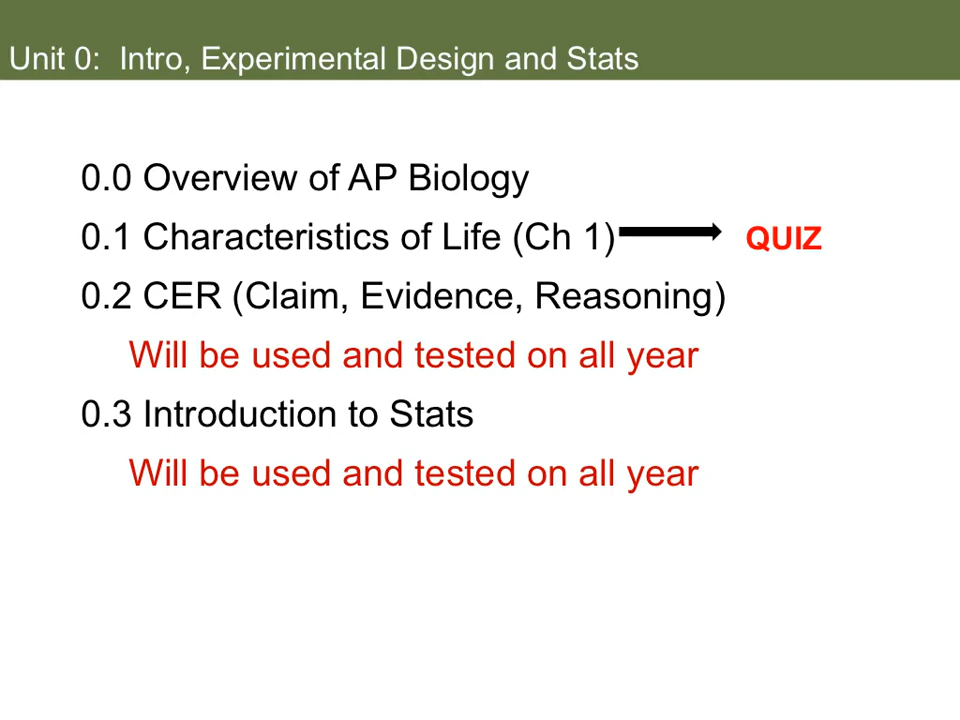 Unit 0:  Intro, Experimental Design and Stats
0.0 Overview of AP Biology
0.1 Characteristics of Life (Ch 1) QUIZ
0.2 CER (Claim, Evidence, Reasoning)
Will be used and tested on all year
0.3 Introduction to Stats
Will be used and tested on all year